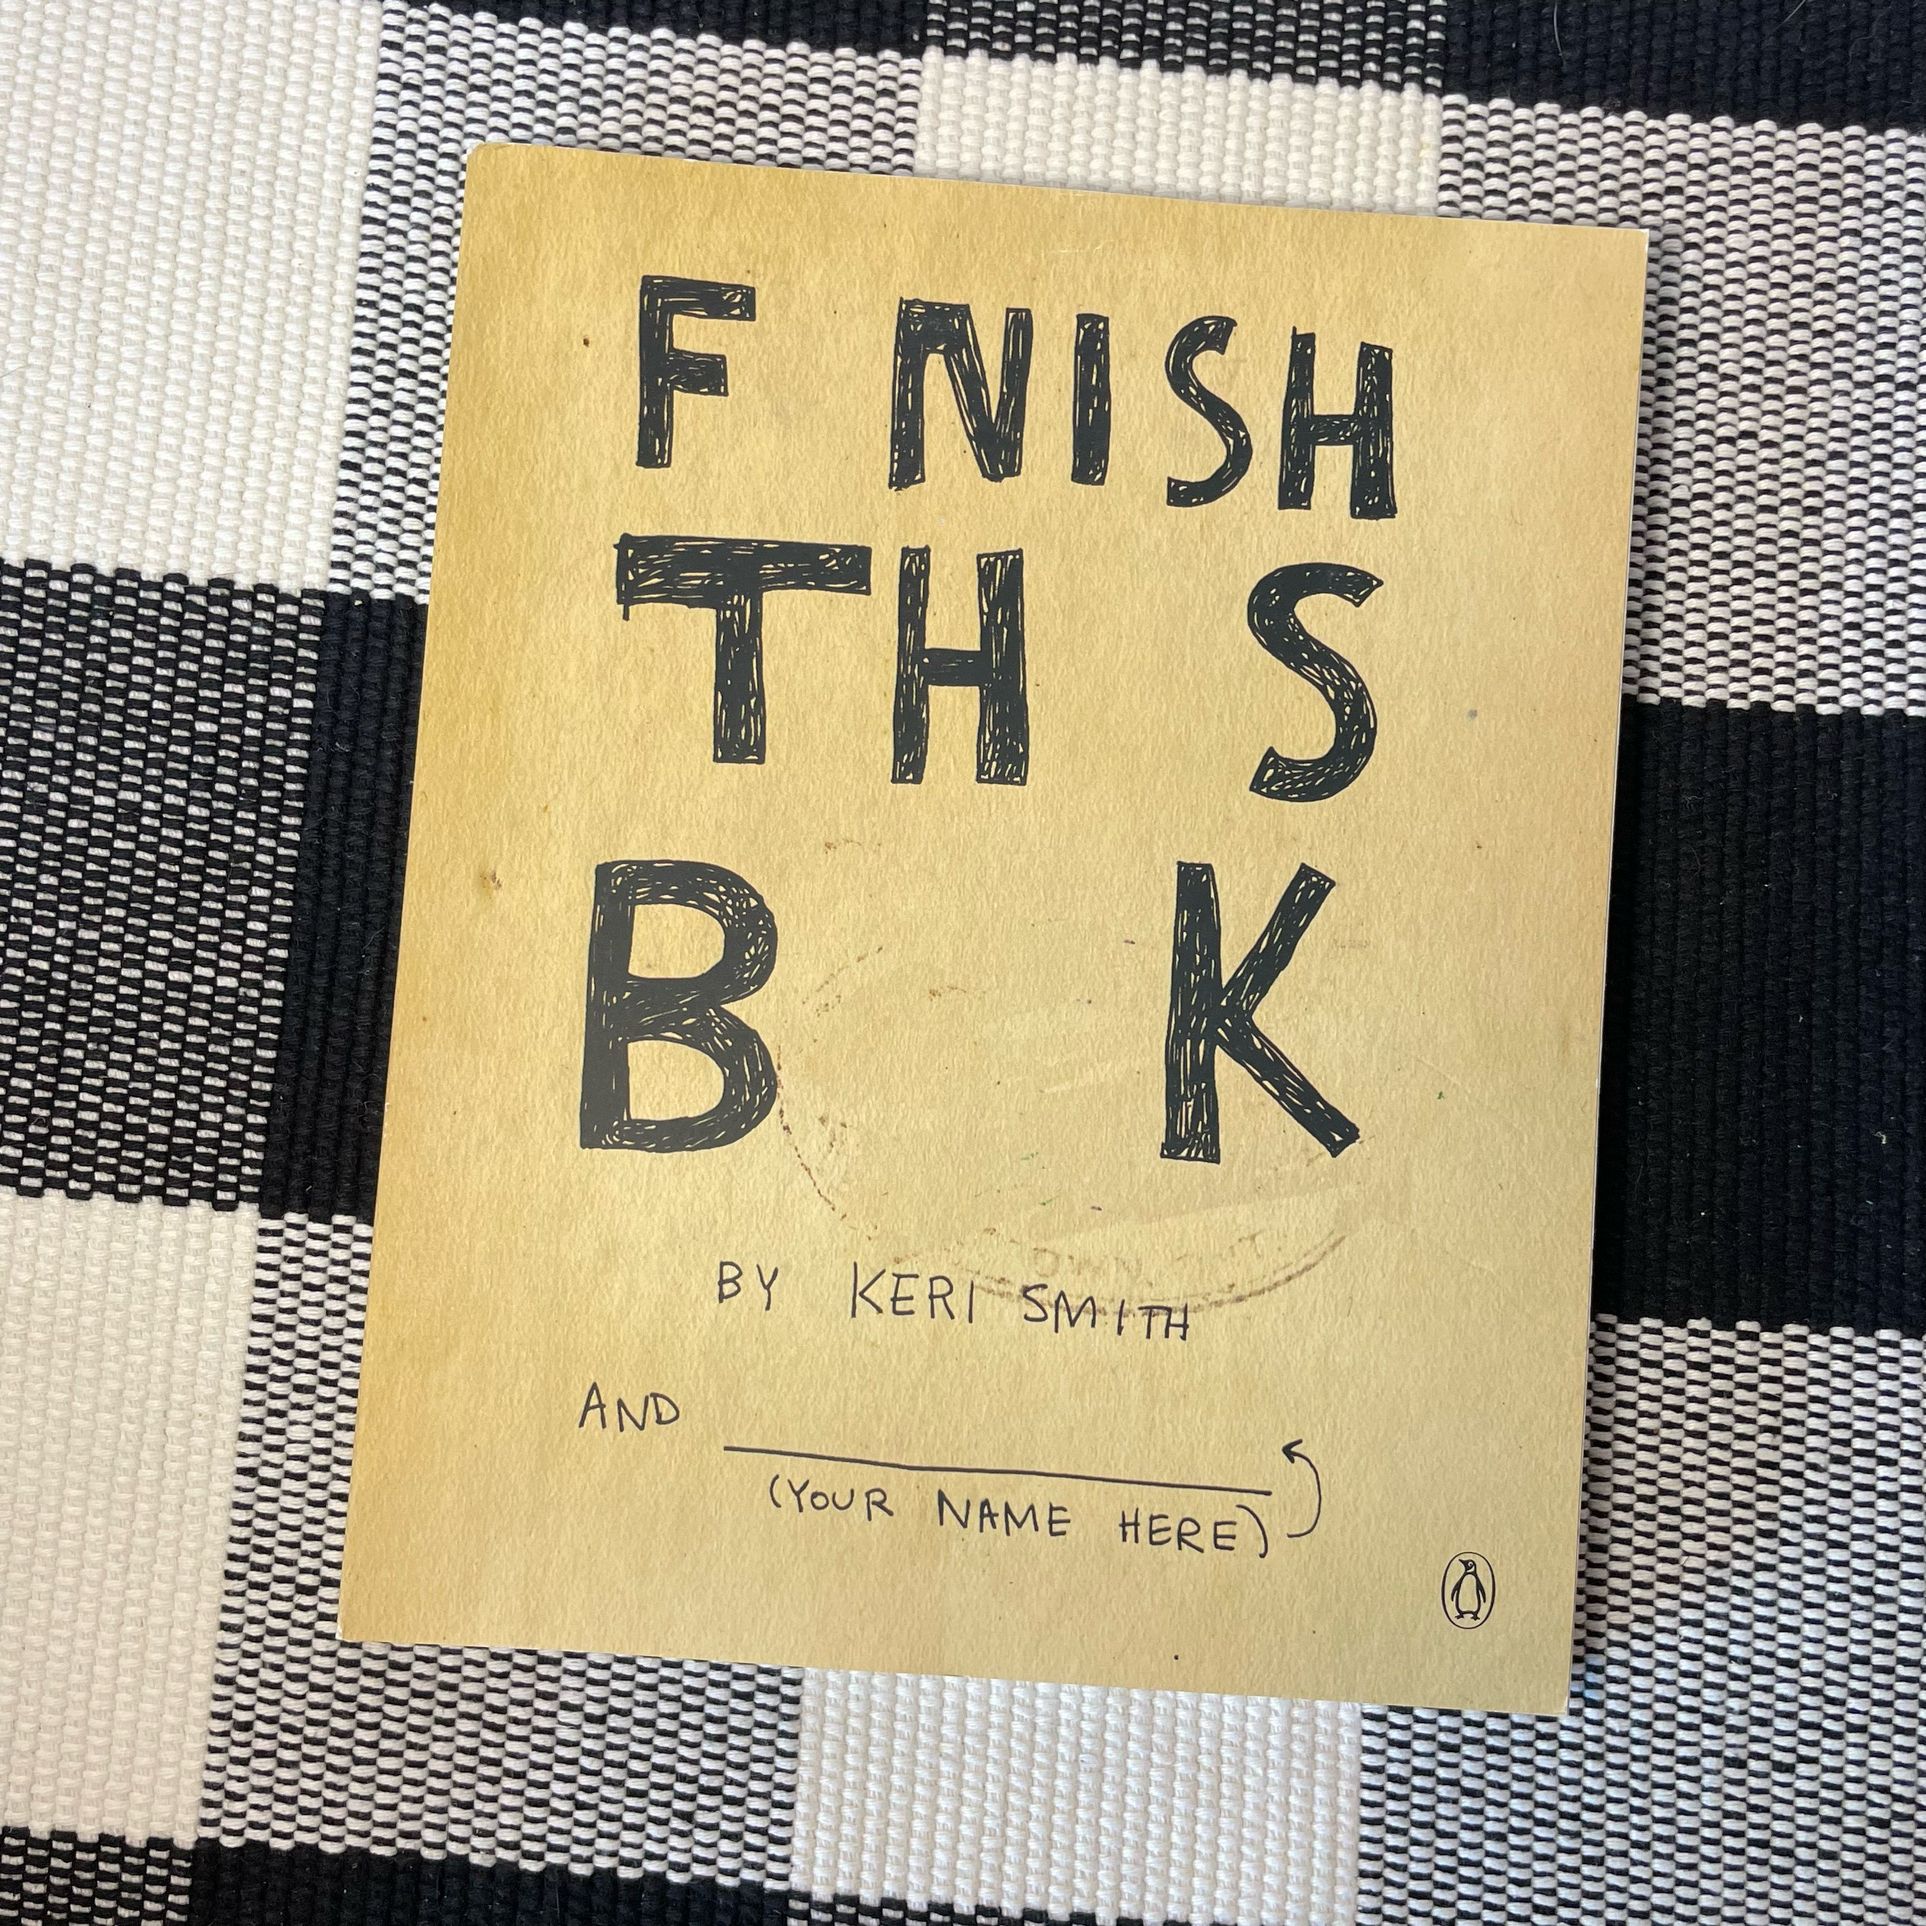 F NISH
TH S
B K
BY KERI SMITH
AND
(YOUR NAME HERE)